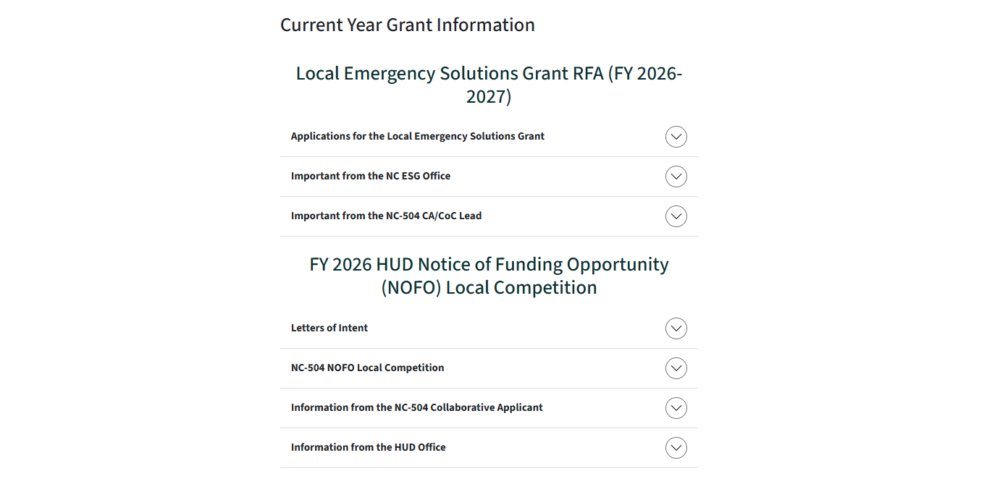 Current Year Grant Information
Local Emergency Solutions Grant RFA (FY 2026-
2027)
Applications for the Local Emergency Solutions Grant
Important from the NC ESG Office
Important from the NC-504 CA/CoC Lead
FY 2026 HUD Notice of Funding Opportunity
(NOFO) Local Competition
Letters of Intent
NC-504 NOFO Local Competition
Information from the NC-504 Collaborative Applicant
Information from the HUD Office